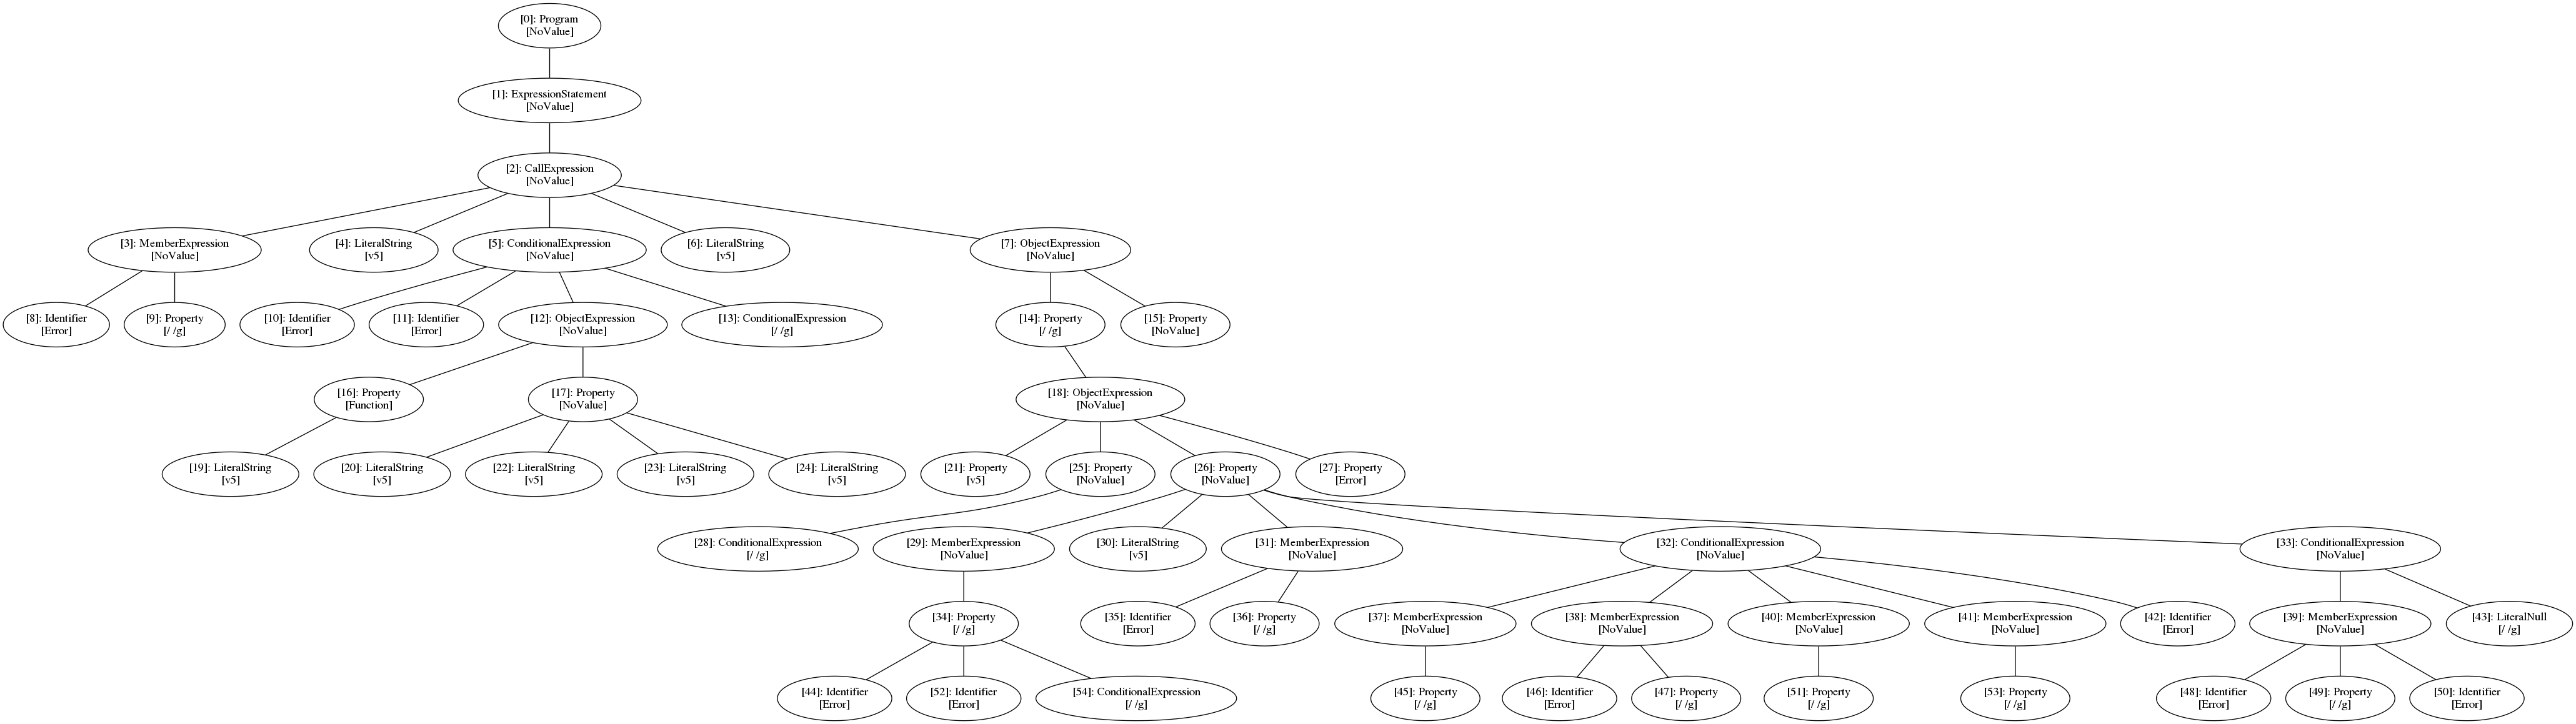 [0]: Program
[NoValue]
[1]: ExpressionStatement
[NoValue]
[2]: CallExpression
[NoValue]
[3]: MemberExpression
[NoValue]
[4]: LiteralString
[v5]
[5]: ConditionalExpression
[NoValue]
[6]: LiteralString
[v5]
[7]: ObjectExpression
[NoValue]
[8]: Identifier
[Error]
[9]: Property
[/ /g]
[10]: Identifier
[Error]
[11]: Identifier
[Error]
[12]: ObjectExpression
[NoValue]
[13]: ConditionalExpression
[/ /g]
[14]: Property
[/ /g]
[15]: Property
[NoValue]
[16]: Property
[Function]
[17]: Property
[NoValue]
[18]: ObjectExpression
[NoValue]
[19]: LiteralString
[v5]
[20]: LiteralString
[v5]
[22]: LiteralString
[v5]
[23]: LiteralString
[v5]
[24]: LiteralString
[v5]
[21]: Property
[v5]
[25]: Property
[NoValue]
[26]: Property
[NoValue]
[27]: Property
[Error]
[28]: ConditionalExpression
[/ /g]
[29]: MemberExpression
[NoValue]
[30]: LiteralString
[v5]
[31]: MemberExpression
[NoValue]
[32]: ConditionalExpression
[NoValue]
[33]: ConditionalExpression
[NoValue]
[34]: Property
[/ /g]
[35]: Identifier
[Error]
[36]: Property
[/ /g]
[37]: MemberExpression
[NoValue]
[38]: MemberExpression
[NoValue]
[40]: MemberExpression
[NoValue]
[41]: MemberExpression
[NoValue]
[42]: Identifier
[Error]
[39]: MemberExpression
[NoValue]
[43]: LiteralNull
[/ /g]
[44]: Identifier
[Error]
[52]: Identifier
[Error]
[54]: ConditionalExpression
[/ /g]
[45]: Property
[/ /g]
[46]: Identifier
[Error]
[47]: Property
[/ /g]
[51]: Property
[/ /g]
[53]: Property
[/ /g]
[48]: Identifier
[Error]
[49]: Property
[/ /g]
[50]: Identifier
[Error]